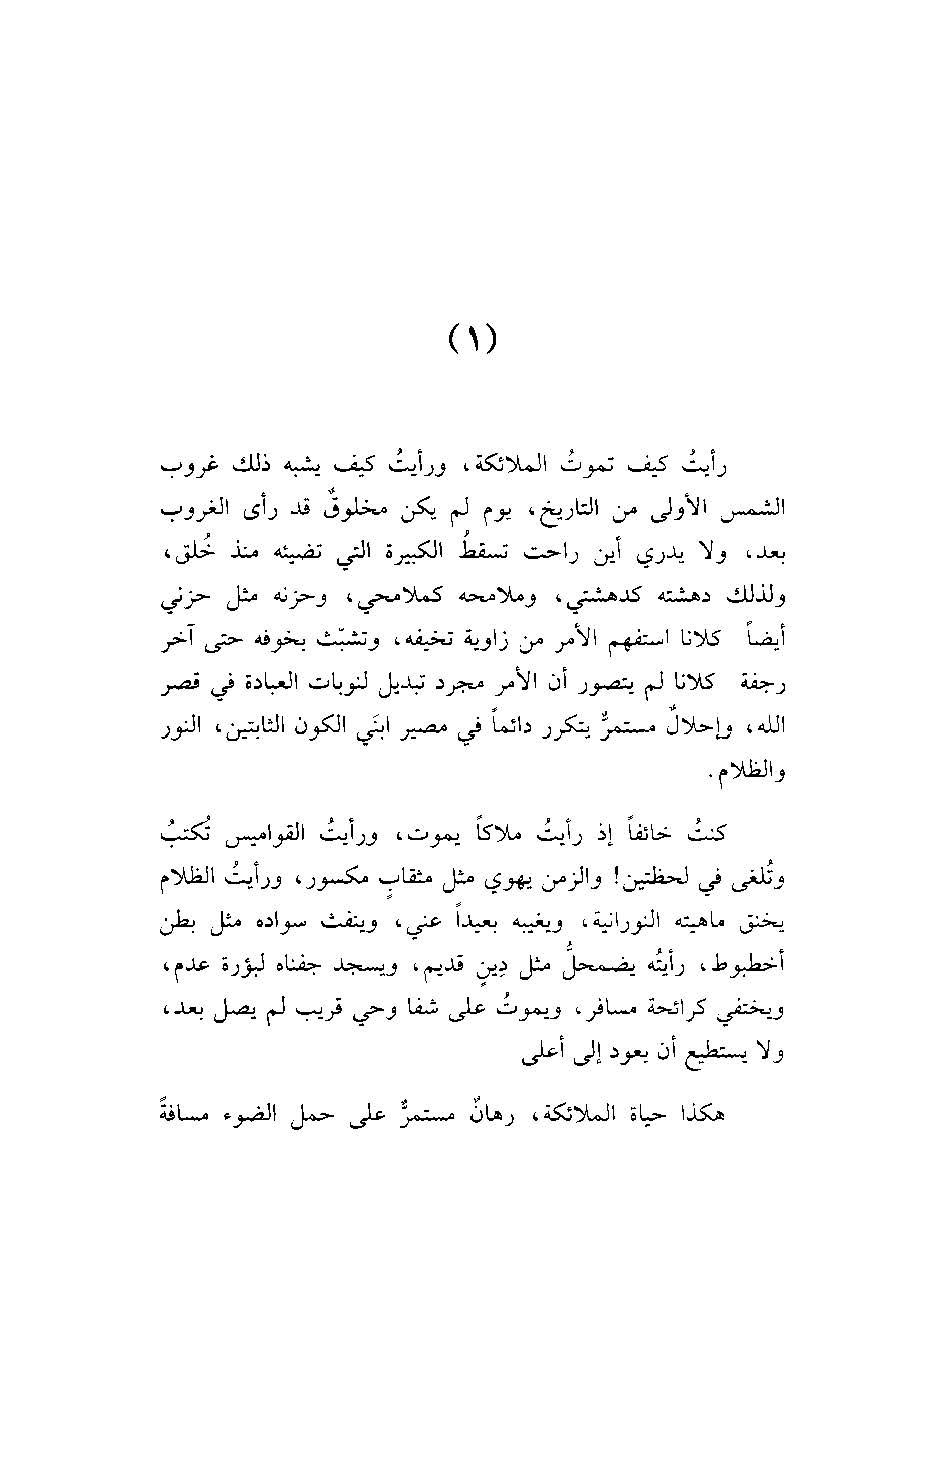 (١)
رأيتُ كيف تموتُ الملائكة، ورأيتُ كيف يشبه ذلك غروب
الشمس الأولى من التاريخ، يوم لم يكن مخلوقٌ قد رأى الغروب
بعد، ولا يدري أين راحت تسقطُ الكبيرة التي تضيئه منذ خُلق،
ولذلك دهشته كدهشتي، وملامحه كملامحي، وحزنه مثل حزني
أيضاً كلانا استفهم الأمر من زاوية تخيفه، وتشبّث بخوفه حتى آخر
رجفة كلانا لم يتصور أن الأمر مجرد تبديل لنوبات العبادة في قصر
الله، وإحلالٌ مستمرٌّ يتكرر دائماً في مصير ابنَي الكون الثابتين، النور
والظلام.
كنتُ خائفاً إذ رأيتُ ملاكاً يموت، ورأيتُ القواميس تُكتبُ
وتُلغى في لحظتين! والزمن يهوي مثل مثقابٍ مكسور، ورأيتُ الظلام
يخنق ماهيته النورانية، ويغيبه بعيداً عني، وينفث سواده مثل بطن
أخطبوط، رأيتُه يضمحلُّ مثل دِينٍ قديم، ويسجد جفناه لبؤرة عدم،
ويختفي كرائحة مسافر، ويموتُ على شفا وحي قريب لم يصل بعد،
ولا يستطيع أن يعود إلى أعلى
هكذا حياة الملائكة، رهانٌ مستمرٌّ على حمل الضوء مسافةً